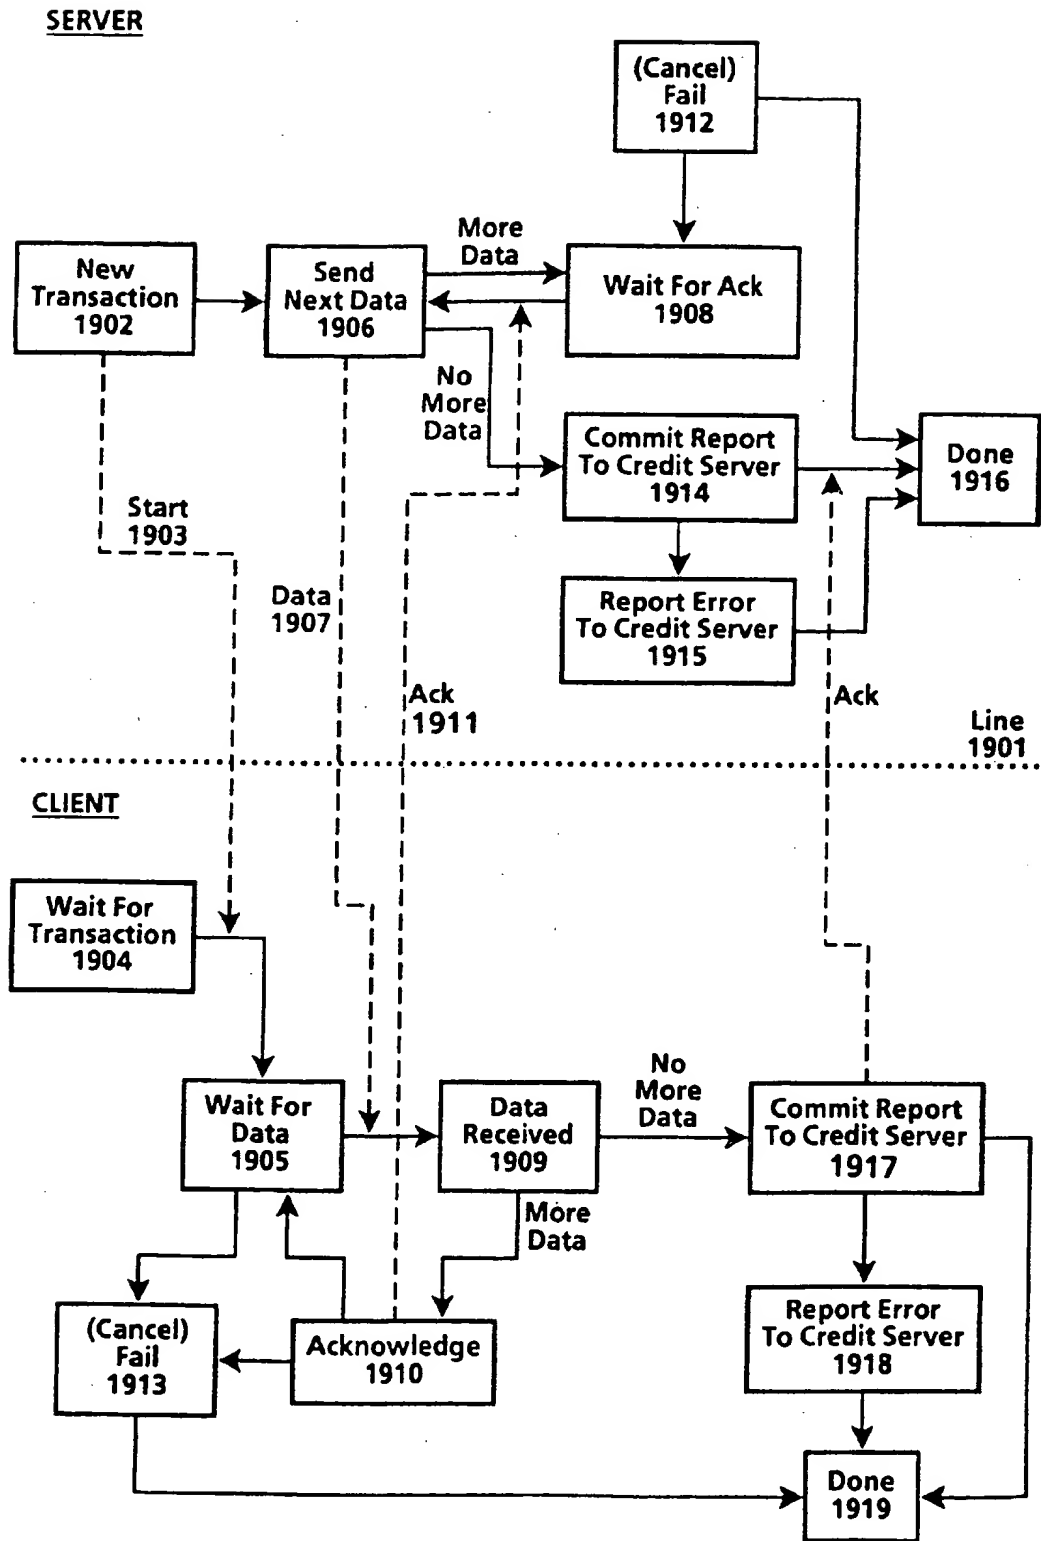 SERVER
(Cancel)
Fail
1912
New
Transaction
1902
Send
Next Data
1906
More
Data
Wait For Ack
1908
No
More
Data
Commit Report
To Credit Server
1914
Done
1916
Start
1903
Data
1907
Report Error
To Credit Server
1915
Ack
1911
Ack
Line
1901
CLIENT
Wait For
Transaction
1904
Wait For
Data
1905
Data
Received
1909
No
More
Data
Commit Report
To Credit Server
1917
More
Data
(Cancel)
Fail
1913
Acknowledge
1910
Report Error
To Credit Server
1918
Done
1919